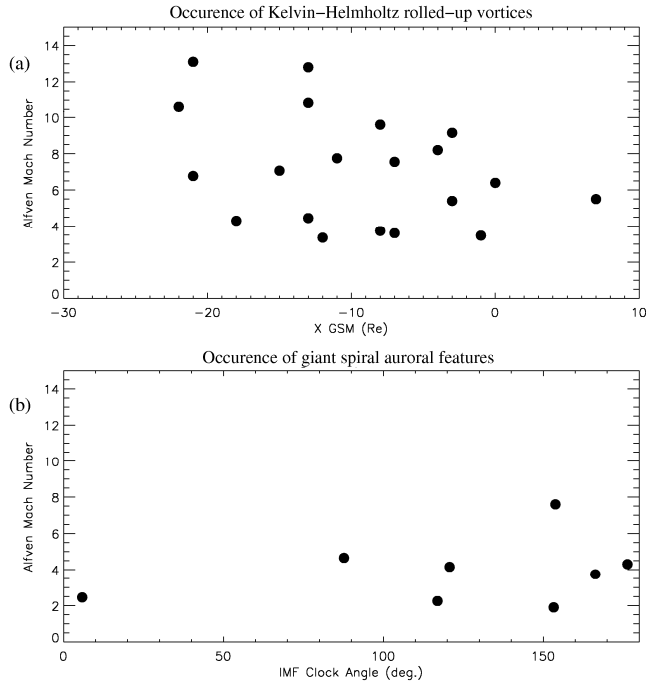 Occurence of Kelvin−Helmholtz rolled−up vortices
(a)
14
12
10
8
6
4
2
0
Alfven Mach Number
−30 −20 −10 0 10
X GSM (Re)
Occurence of giant spiral auroral features
(b)
14
12
10
8
6
4
2
0
Alfven Mach Number
0 50 100 150
IMF Clock Angle (deg.)